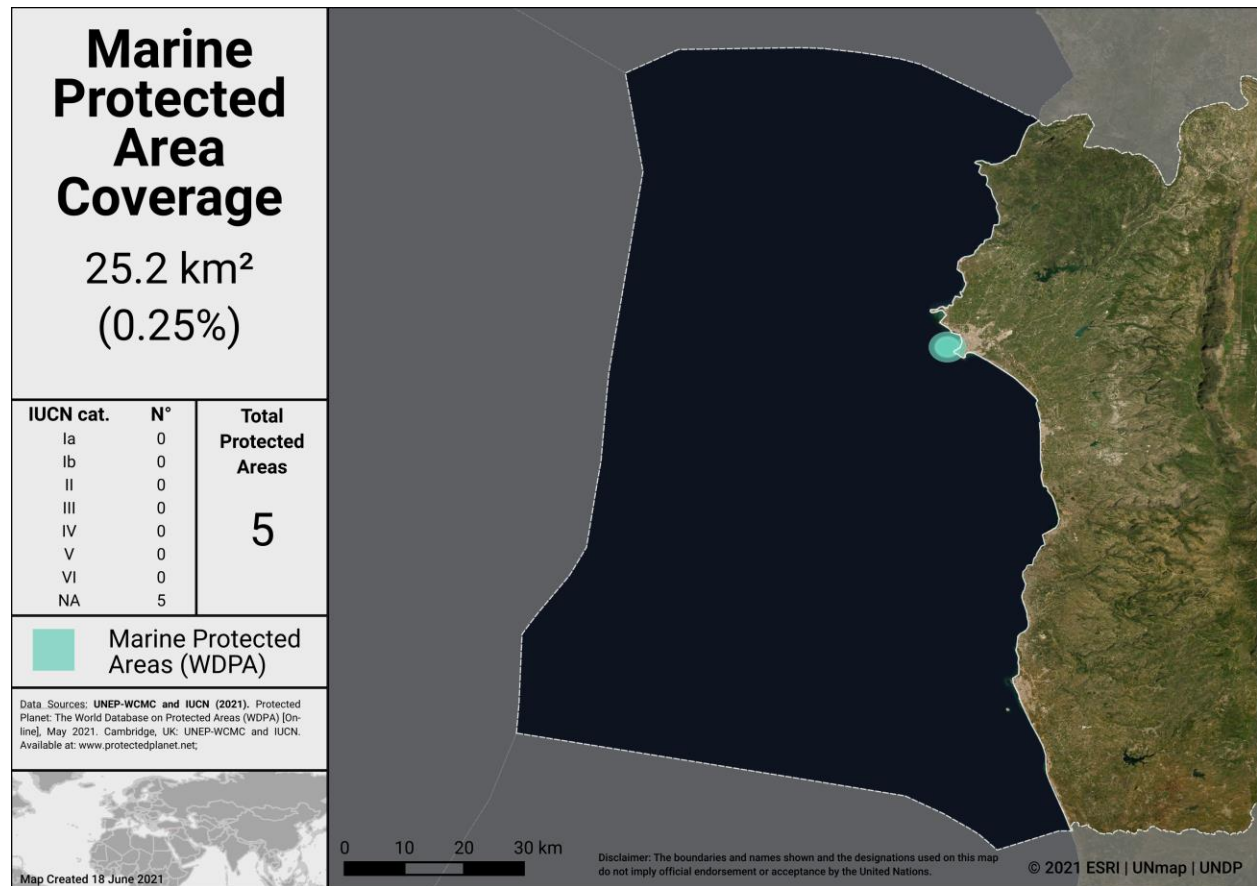 Marine
Protected
Area
Coverage
25.2 km²
(0.25%)
IUCN cat. N°
Ia 0
Ib 0
II 0
III 0
IV 0
V 0
VI 0
NA 5
Total
Protected
Areas
5
Marine Protected
Areas (WDPA)
Data Sources: UNEP-WCMC and IUCN (2021). Protected
Planet: The World Database on Protected Areas (WDPA) [On-
line], May 2021. Cambridge, UK: UNEP-WCMC and IUCN.
Available at: www.protectedplanet.net;
Map Created 18 June 2021
0 10 20 30 km
Disclaimer: The boundaries and names shown and the designations used on this map
do not imply official endorsement or acceptance by the United Nations.
© 2021 ESRI | UNmap | UNDP